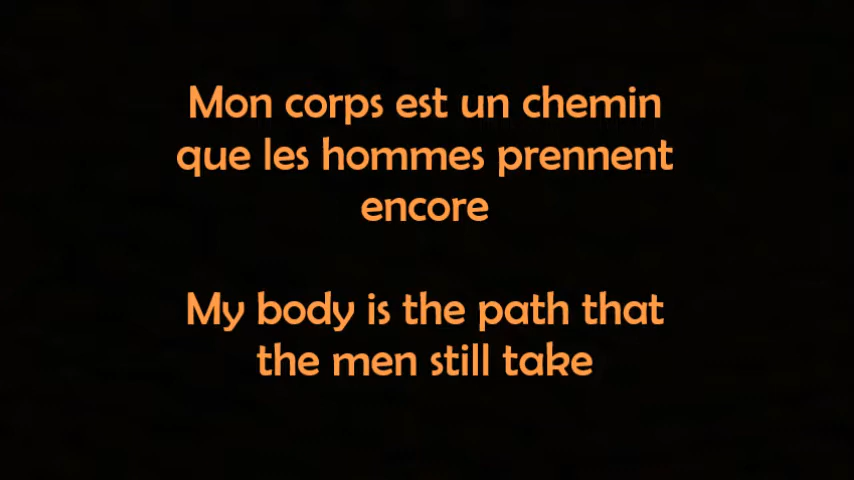 Mon corps est un chemin
que les hommes prennent
encore
My body is the path that
the men still take